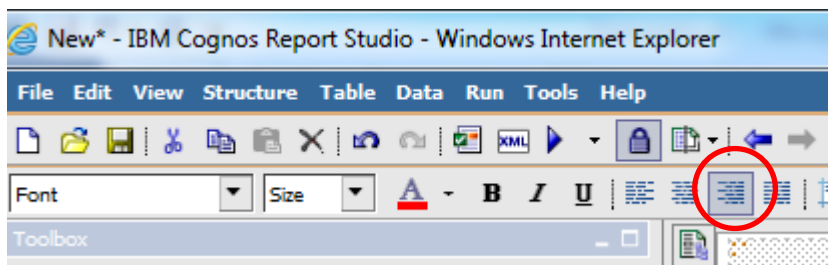 New* - IBM Cognos Report Studio - Windows Internet Explorer
File Edit View Structure Table Data Run Tools Help
XML
Font Size A B I U
Toolbox